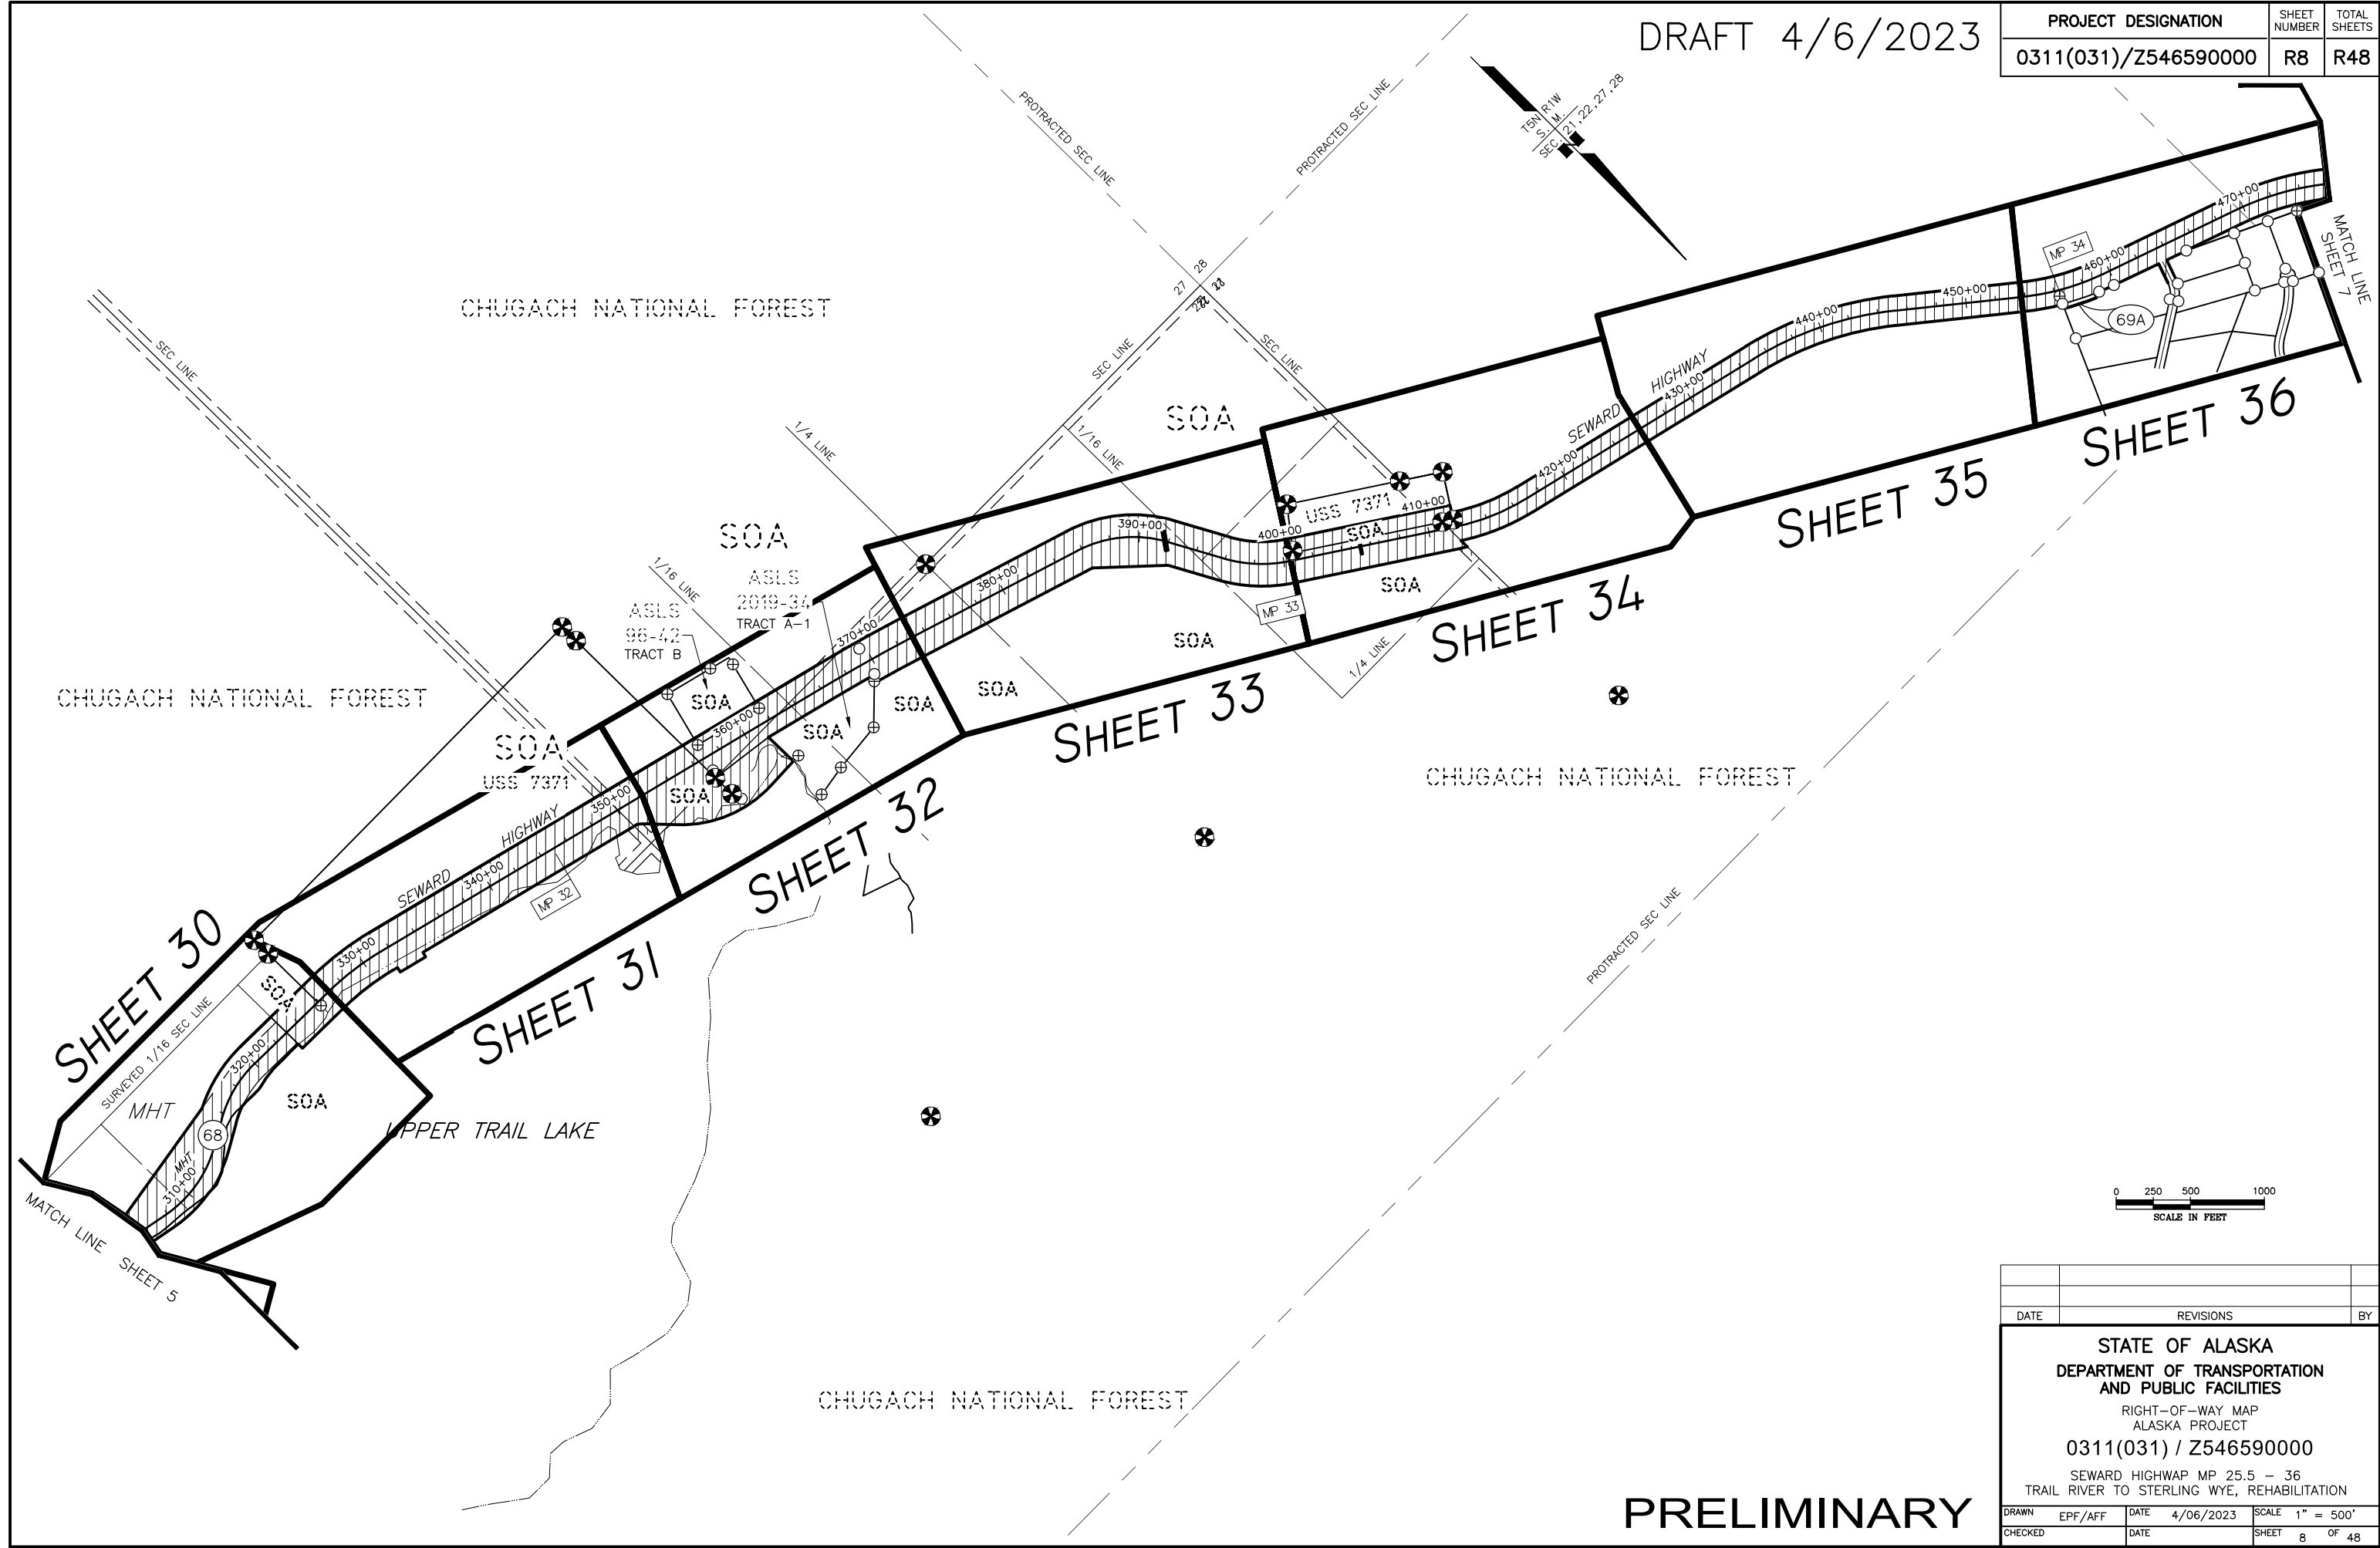 DRAFT 4/6/2023
PROJECT DESIGNATION
SHEET NUMBER
TOTAL SHEETS
0311(031)/Z546590000
R8
R48
PROTRACTED SEC LINE
PROTRACTED SEC LINE
T5N R1W
S. M.
SEC. 21,22,27,28
28
27
CHUGACH NATIONAL FOREST
SEC LINE
SEC LINE
SEC LINE
470+00
MP 34
460+00
MATCH LINE
SHEET 7
69A
450+00
440+00
HIGHWAY
430+00
SEWARD
420+00
SHEET 36
SHEET 35
SOA
1/4 LINE
1/16 LINE
USS 7371
410+00
SOA
400+00
390+00
SOA
SHEET 34
MP 33
1/4 LINE
SOA
SOA
1/16 LINE
ASLS
2019-34
TRACT A-1
ASLS
96-42
TRACT B
380+00
370+00
SOA
SOA
SOA
SOA
360+00
SHEET 33
CHUGACH NATIONAL FOREST
CHUGACH NATIONAL FOREST
SOA
USS 7371
SOA
350+00
HIGHWAY
SEWARD
340+00
MP 32
SHEET 32
330+00
SHEET 31
SHEET 30
SOA
SURVEYED 1/16 SEC LINE
320+00
MHT
SOA
68
UPPER TRAIL LAKE
MHT
310+00
MATCH LINE SHEET 5
PROTRACTED SEC LINE
CHUGACH NATIONAL FOREST
0 250 500 1000
SCALE IN FEET
DATE REVISIONS BY
STATE OF ALASKA
DEPARTMENT OF TRANSPORTATION
AND PUBLIC FACILITIES
RIGHT-OF-WAY MAP
ALASKA PROJECT
0311(031) / Z546590000
SEWARD HIGHWAP MP 25.5 - 36
TRAIL RIVER TO STERLING WYE, REHABILITATION
DRAWN EPF/AFF DATE 4/06/2023 SCALE 1" = 500'
CHECKED DATE SHEET 8 OF 48
PRELIMINARY